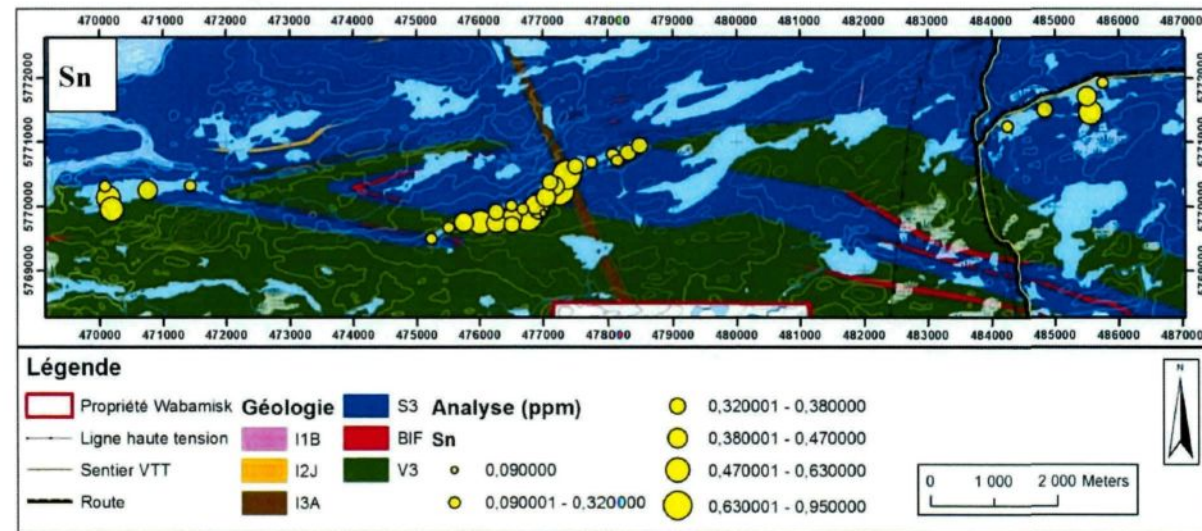 470000 471000 472000 473000 474000 475000 476000 477000 478000 479000 480000 481000 482000 483000 484000 485000 486000 487000
Sn
5772000 5772000
5771000
5770000
5769000
470000 471000 472000 473000 474000 475000 476000 477000 478000 479000 480000 481000 482000 483000 484000 485000 486000 487000
Légende
Propriété Wabamisk
Ligne haute tension
Sentier VTT
Route
Géologie
I1B
I2J
I3A
S3
BIF
V3
Analyse (ppm)
Sn
0,090000
0,090001 - 0,320000
0,320001 - 0,380000
0,380001 - 0,470000
0,470001 - 0,630000
0,630001 - 0,950000
N
0 1 000 2 000 Meters